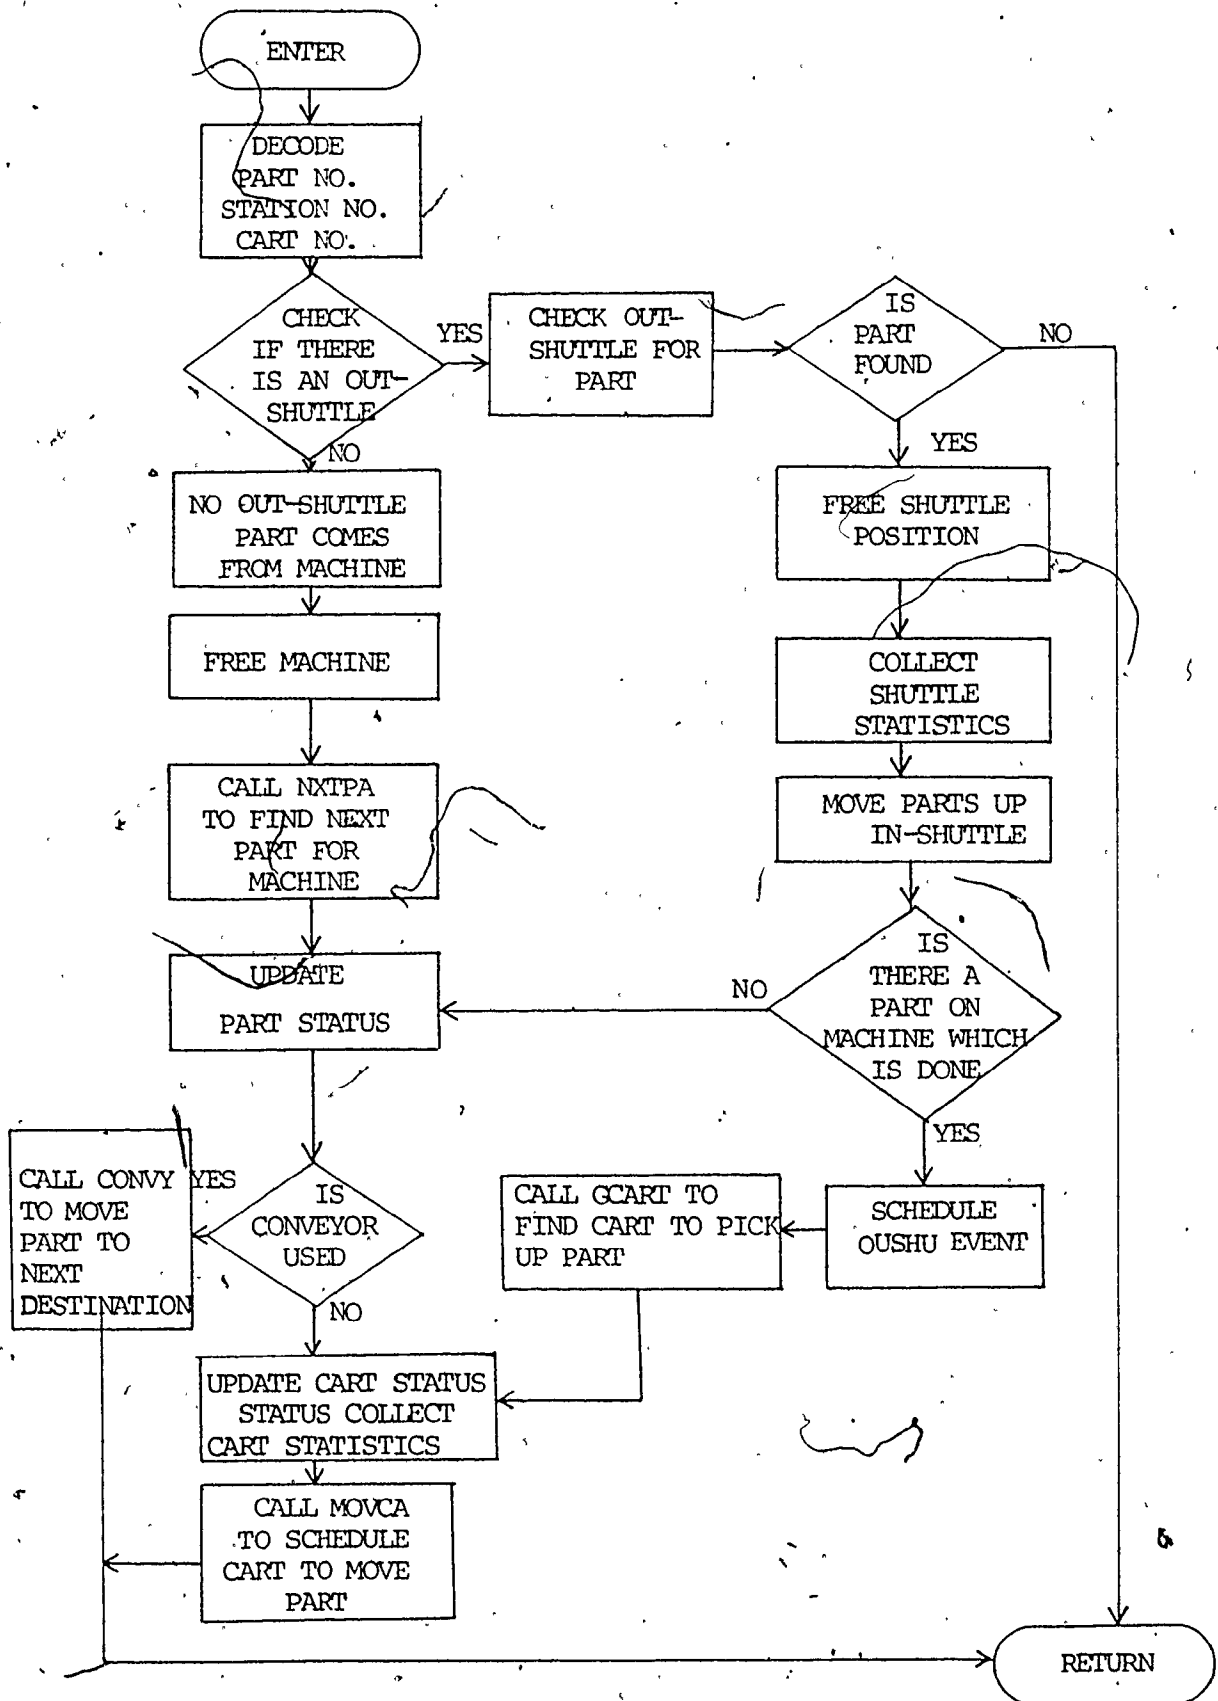 ENTER
DECODE
PART NO.
STATION NO.
CART NO.
CHECK
IF THERE
IS AN OUT-
SHUTTLE
YES
CHECK OUT-
SHUTTLE FOR
PART
IS
PART
FOUND
NO
NO
YES
NO OUT-SHUTTLE
PART COMES
FROM MACHINE
FREE SHUTTLE
POSITION
FREE MACHINE
COLLECT
SHUTTLE
STATISTICS
CALL NXTPA
TO FIND NEXT
PART FOR
MACHINE
MOVE PARTS UP
IN-SHUTTLE
UPDATE
PART STATUS
NO
IS
THERE A
PART ON
MACHINE WHICH
IS DONE
YES
CALL CONVY
TO MOVE
PART TO
NEXT
DESTINATION
YES
IS
CONVEYOR
USED
NO
CALL GCART TO
FIND CART TO PICK
UP PART
SCHEDULE
OUSHU EVENT
UPDATE CART STATUS
STATUS COLLECT
CART STATISTICS
CALL MOVCA
TO SCHEDULE
CART TO MOVE
PART
RETURN